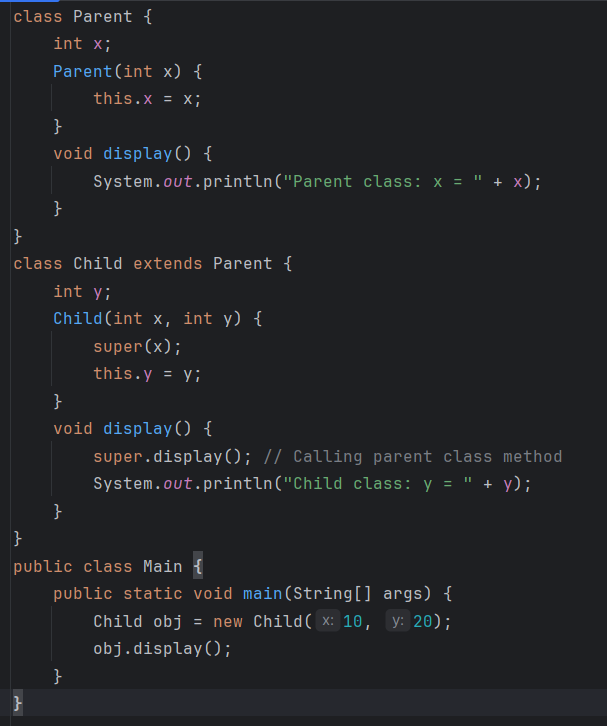 class Parent {
    int x;
    Parent(int x) {
        this.x = x;
    }
    void display() {
        System.out.println("Parent class: x = " + x);
    }
}
class Child extends Parent {
    int y;
    Child(int x, int y) {
        super(x);
        this.y = y;
    }
    void display() {
        super.display(); // Calling parent class method
        System.out.println("Child class: y = " + y);
    }
}
public class Main {
    public static void main(String[] args) {
        Child obj = new Child( x: 10, y: 20);
        obj.display();
    }
}